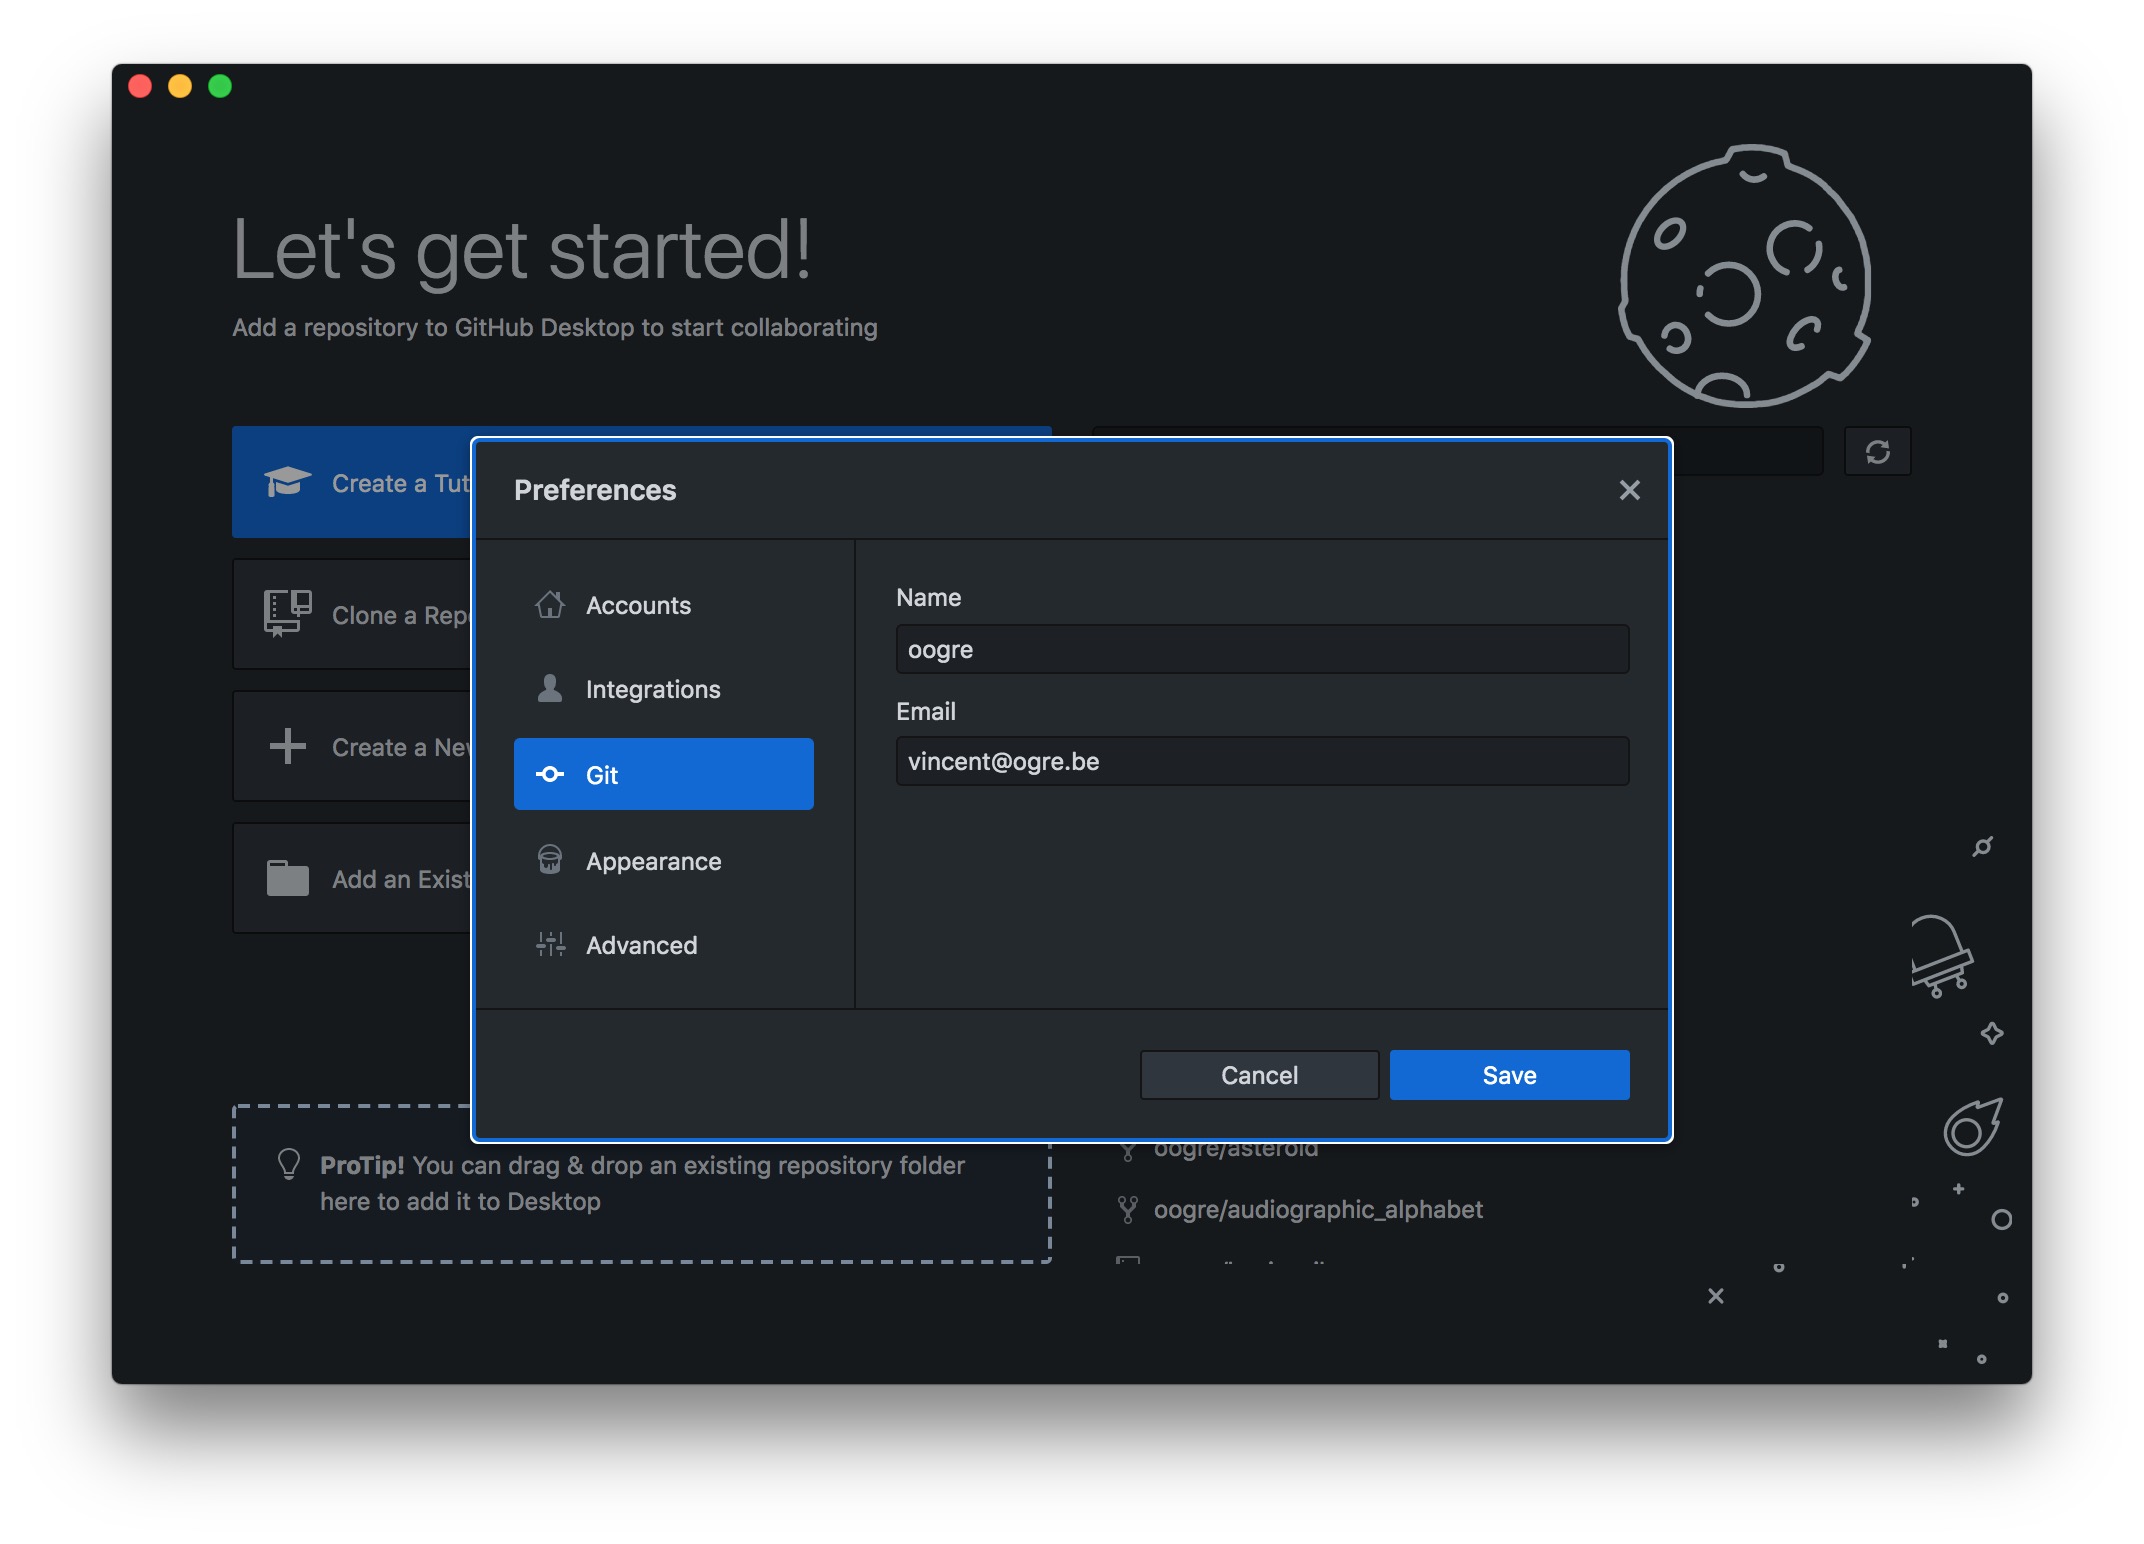 Let's get started!
Add a repository to GitHub Desktop to start collaborating
Create a Tut
Clone a Rep
Create a New
Add an Exist
Preferences
Accounts
Integrations
Git
Appearance
Advanced
Name
oogre
Email
vincent@ogre.be
Cancel
Save
ProTip! You can drag & drop an existing repository folder
here to add it to Desktop
oogre/asteroid
oogre/audiographic_alphabet